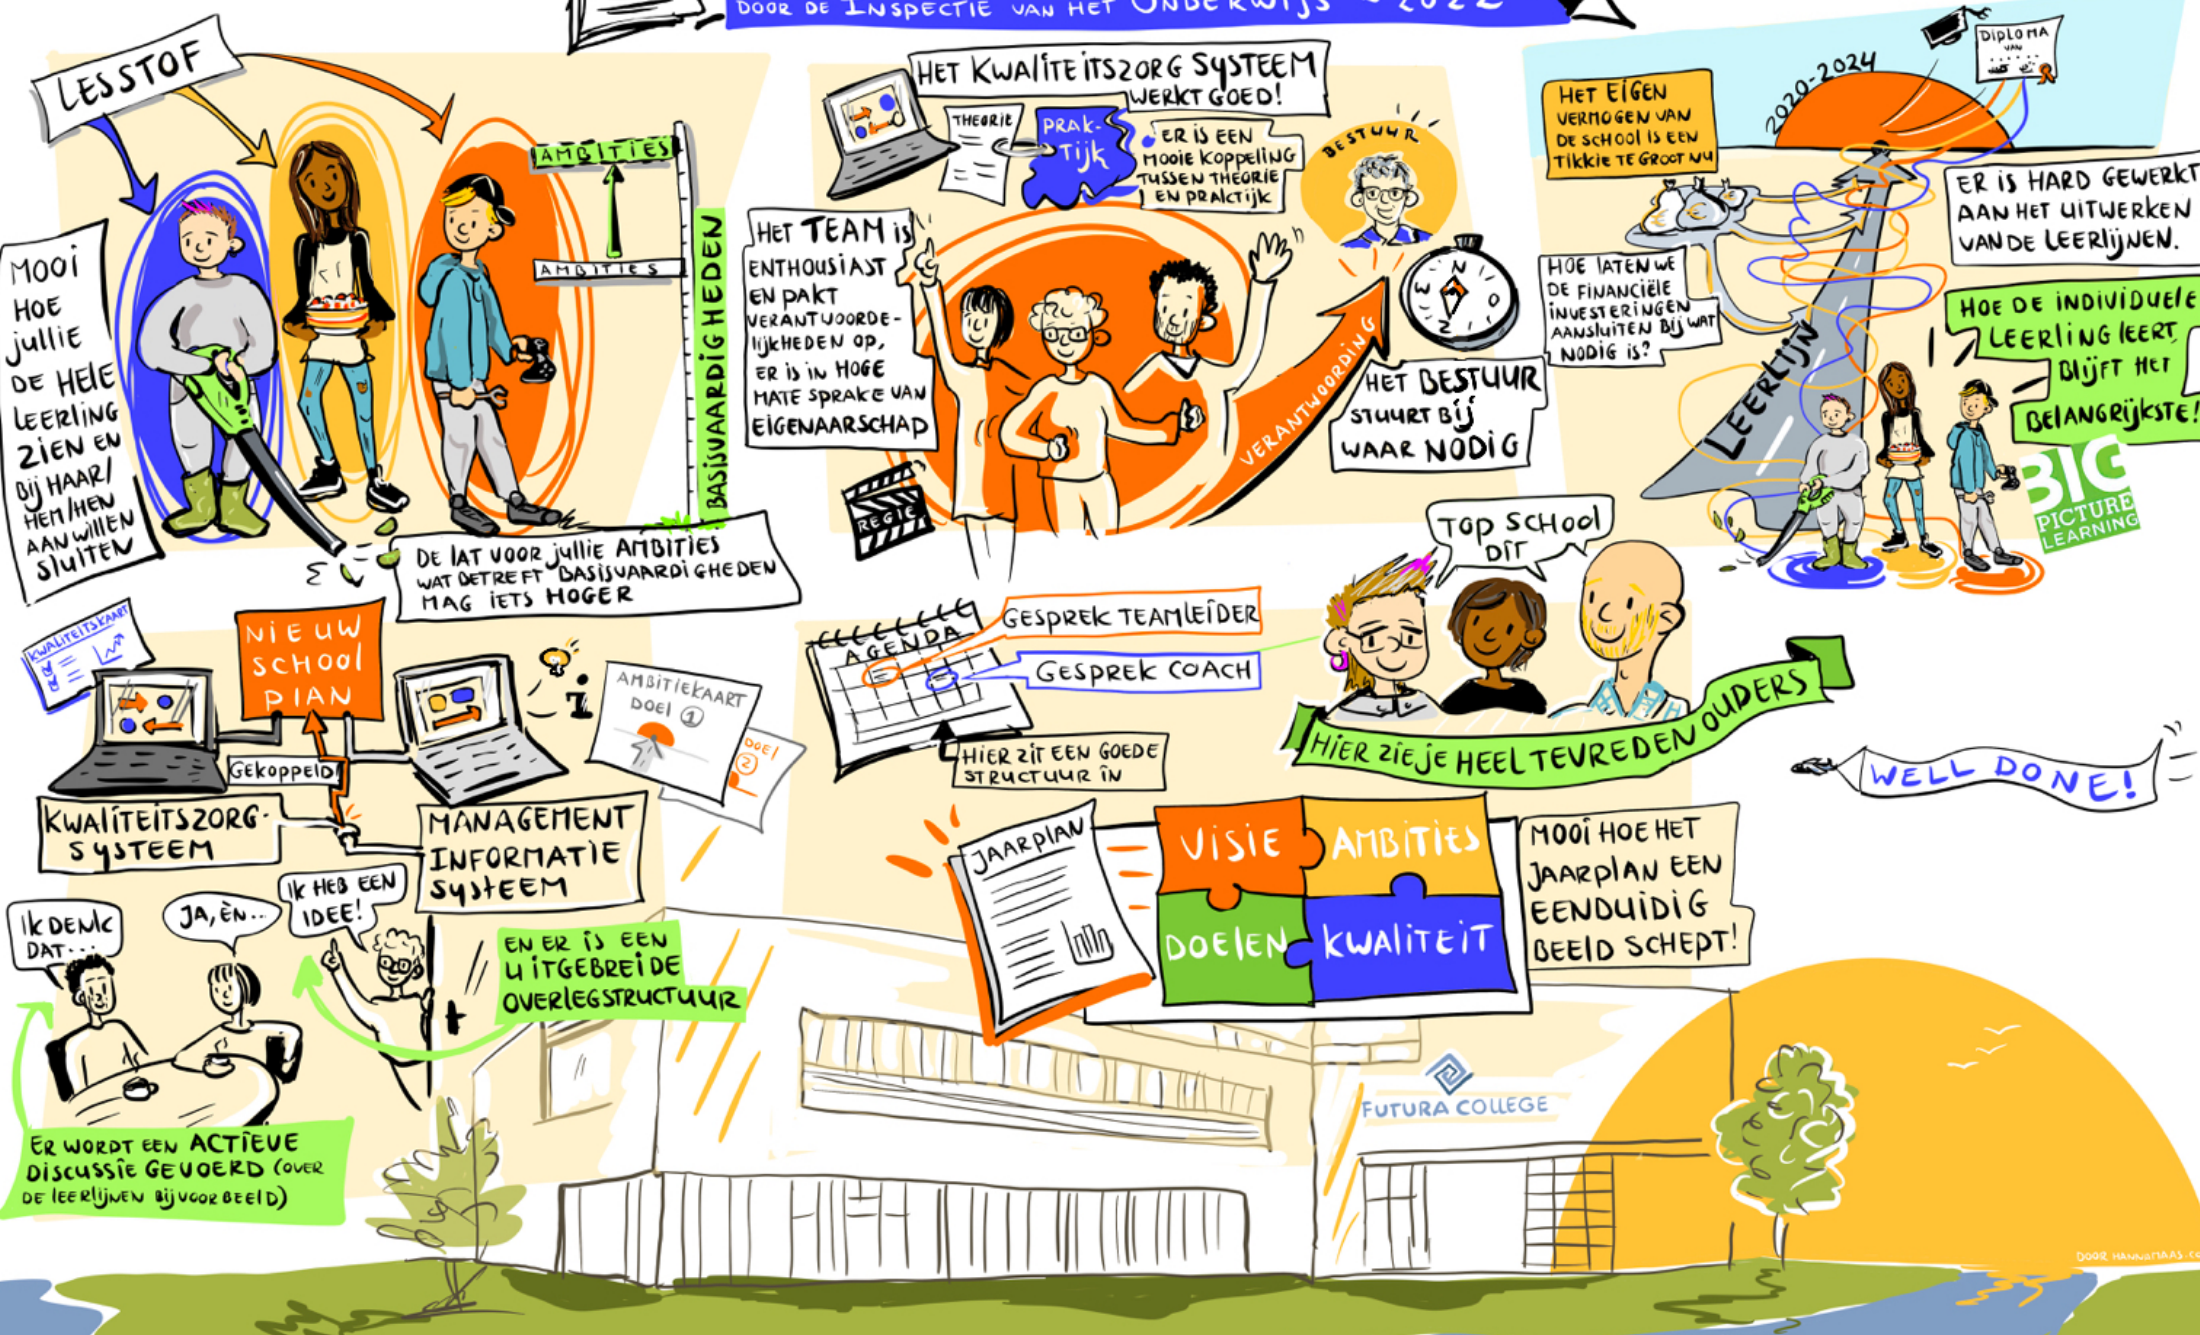 DOOR DE INSPECTIE VAN HET ONDERWIJS - 2022
LESSTOF
MOOI
HOE
jullie
DE HELE
LEERLING
ZIEN EN
BIJ HAAR/
HEM/HEN
AAN WILLEN
SLUITEN
AMBITIES
AMBITIES
BASISVAARDIGHEDEN
DE LAT VOOR jullie AMBITIES
WAT BETREFT BASISVAARDIGHEDEN
MAG IETS HOGER
HET KWALITEITSZORG SYSTEEM
WERKT GOED!
THEORIE
PRAK-
TIJK
ER IS EEN
MOOIE KOPPELING
TUSSEN THEORIE
EN PRAKTIJK
BESTUUR
HET TEAM IS
ENTHOUSIAST
EN PAKT
VERANTWOORDE-
LIJKHEDEN OP,
ER IS IN HOGE
MATE SPRAKE VAN
EIGENAARSCHAP
REGIE
VERANTWOORDING
N
W
O
Z
HET BESTUUR
STUURT BIJ
WAAR NODIG
HET EIGEN
VERMOGEN VAN
DE SCHOOL IS EEN
TIKKIE TE GROOT NU
2020-2024
DIPLOMA
VAN
ER IS HARD GEWERKT
AAN HET UITWERKEN
VAN DE LEERLIJNEN.
HOE LATEN WE
DE FINANCIËLE
INVESTERINGEN
AANSLUITEN BIJ WAT
NODIG IS?
LEERLIJN
HOE DE INDIVIDUELE
LEERLING LEERT,
BLIJFT HET
BELANGRIJKSTE!
BIG
PICTURE
LEARNING
KWALITEITSKAART
NIEUW
SCHOOL
PLAN
GEKOPPELD
KWALITEITSZORG-
SYSTEEM
MANAGEMENT
INFORMATIE
SYSTEEM
AMBITIEKAART
DOEL 1
DOEL
2
AGENDA
GESPREK TEAMLEIDER
GESPREK COACH
HIER ZIT EEN GOEDE
STRUCTUUR IN
TOP SCHOOL
DIT
HIER ZIE JE HEEL TEVREDEN OUDERS
WELL DONE!
IK DENK
DAT...
JA, ÈN...
IK HEB EEN
IDEE!
EN ER IS EEN
UITGEBREIDE
OVERLEGSTRUCTUUR
ER WORDT EEN ACTIEVE
DISCUSSIE GEVOERD (OVER
DE LEERLIJNEN BIJVOORBEELD)
JAARPLAN
VISIE
AMBITIES
DOELEN
KWALITEIT
MOOI HOE HET
JAARPLAN EEN
EENDUIDIG
BEELD SCHEPT!
FUTURA COLLEGE
DOOR HANNAMAAS.CO